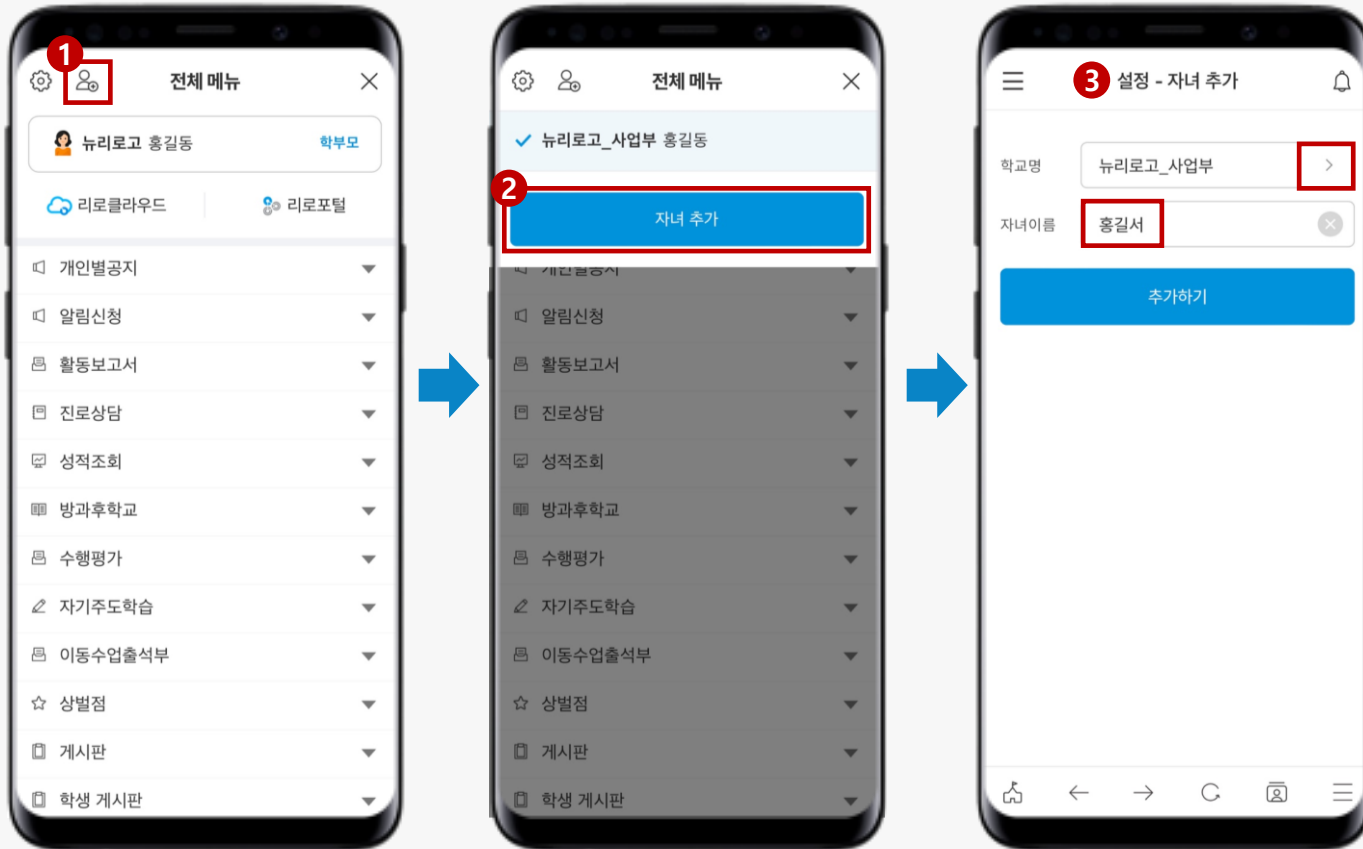 1
전체 메뉴
뉴리로고 홍길동 학부모
리로클라우드 리로포털
개인별공지
알림신청
활동보고서
진로상담
성적조회
방과후학교
수행평가
자기주도학습
이동수업출석부
상벌점
게시판
학생 게시판
전체 메뉴
뉴리로고_사업부 홍길동
2
자녀 추가
개인별공지
알림신청
활동보고서
진로상담
성적조회
방과후학교
수행평가
자기주도학습
이동수업출석부
상벌점
게시판
학생 게시판
3 설정 - 자녀 추가
학교명 뉴리로고_사업부
자녀이름 홍길서
추가하기